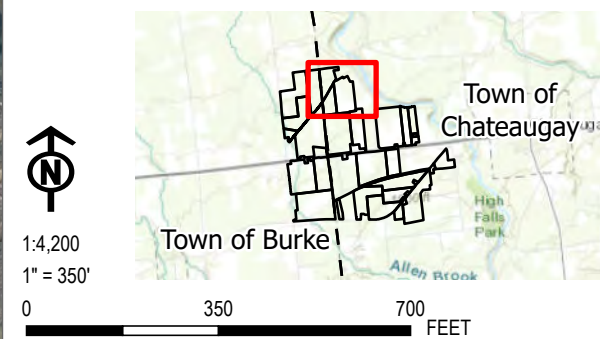 Town of
Chateaugay
High
Falls
Park
Town of Burke
Allen Brook
N
1:4,200
1" = 350'
0 350 700
FEET